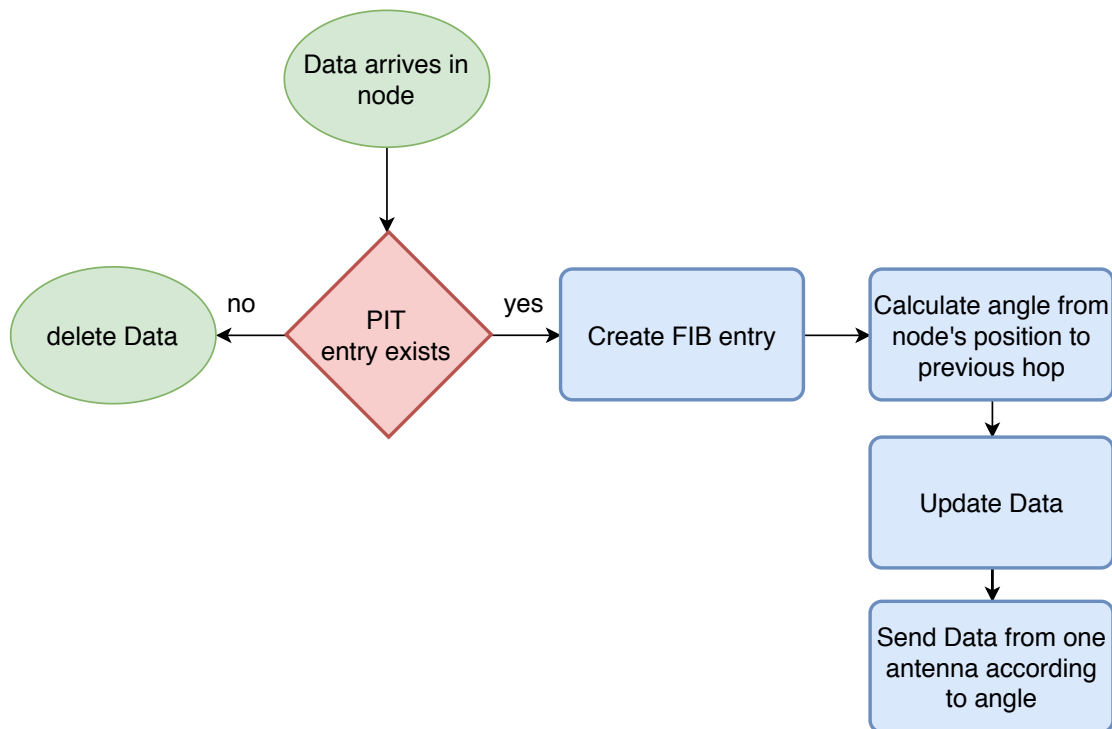 Data arrives in
node
no
yes
delete Data
PIT
entry exists
Create FIB entry
Calculate angle from
node's position to
previous hop
Update Data
Send Data from one
antenna according
to angle